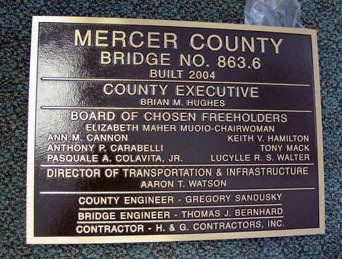 MERCER COUNTY
BRIDGE NO. 863.6
BUILT 2004
COUNTY EXECUTIVE
BRIAN M. HUGHES
BOARD OF CHOSEN FREEHOLDERS
ELIZABETH MAHER MUOIO-CHAIRWOMAN
ANN M. CANNON KEITH V. HAMILTON
ANTHONY P. CARABELLI TONY MACK
PASQUALE A. COLAVITA, JR. LUCYLLE R. S. WALTER
DIRECTOR OF TRANSPORTATION & INFRASTRUCTURE
AARON T. WATSON
COUNTY ENGINEER - GREGORY SANDUSKY
BRIDGE ENGINEER - THOMAS J. BERNHARD
CONTRACTOR - H. & G. CONTRACTORS, INC.